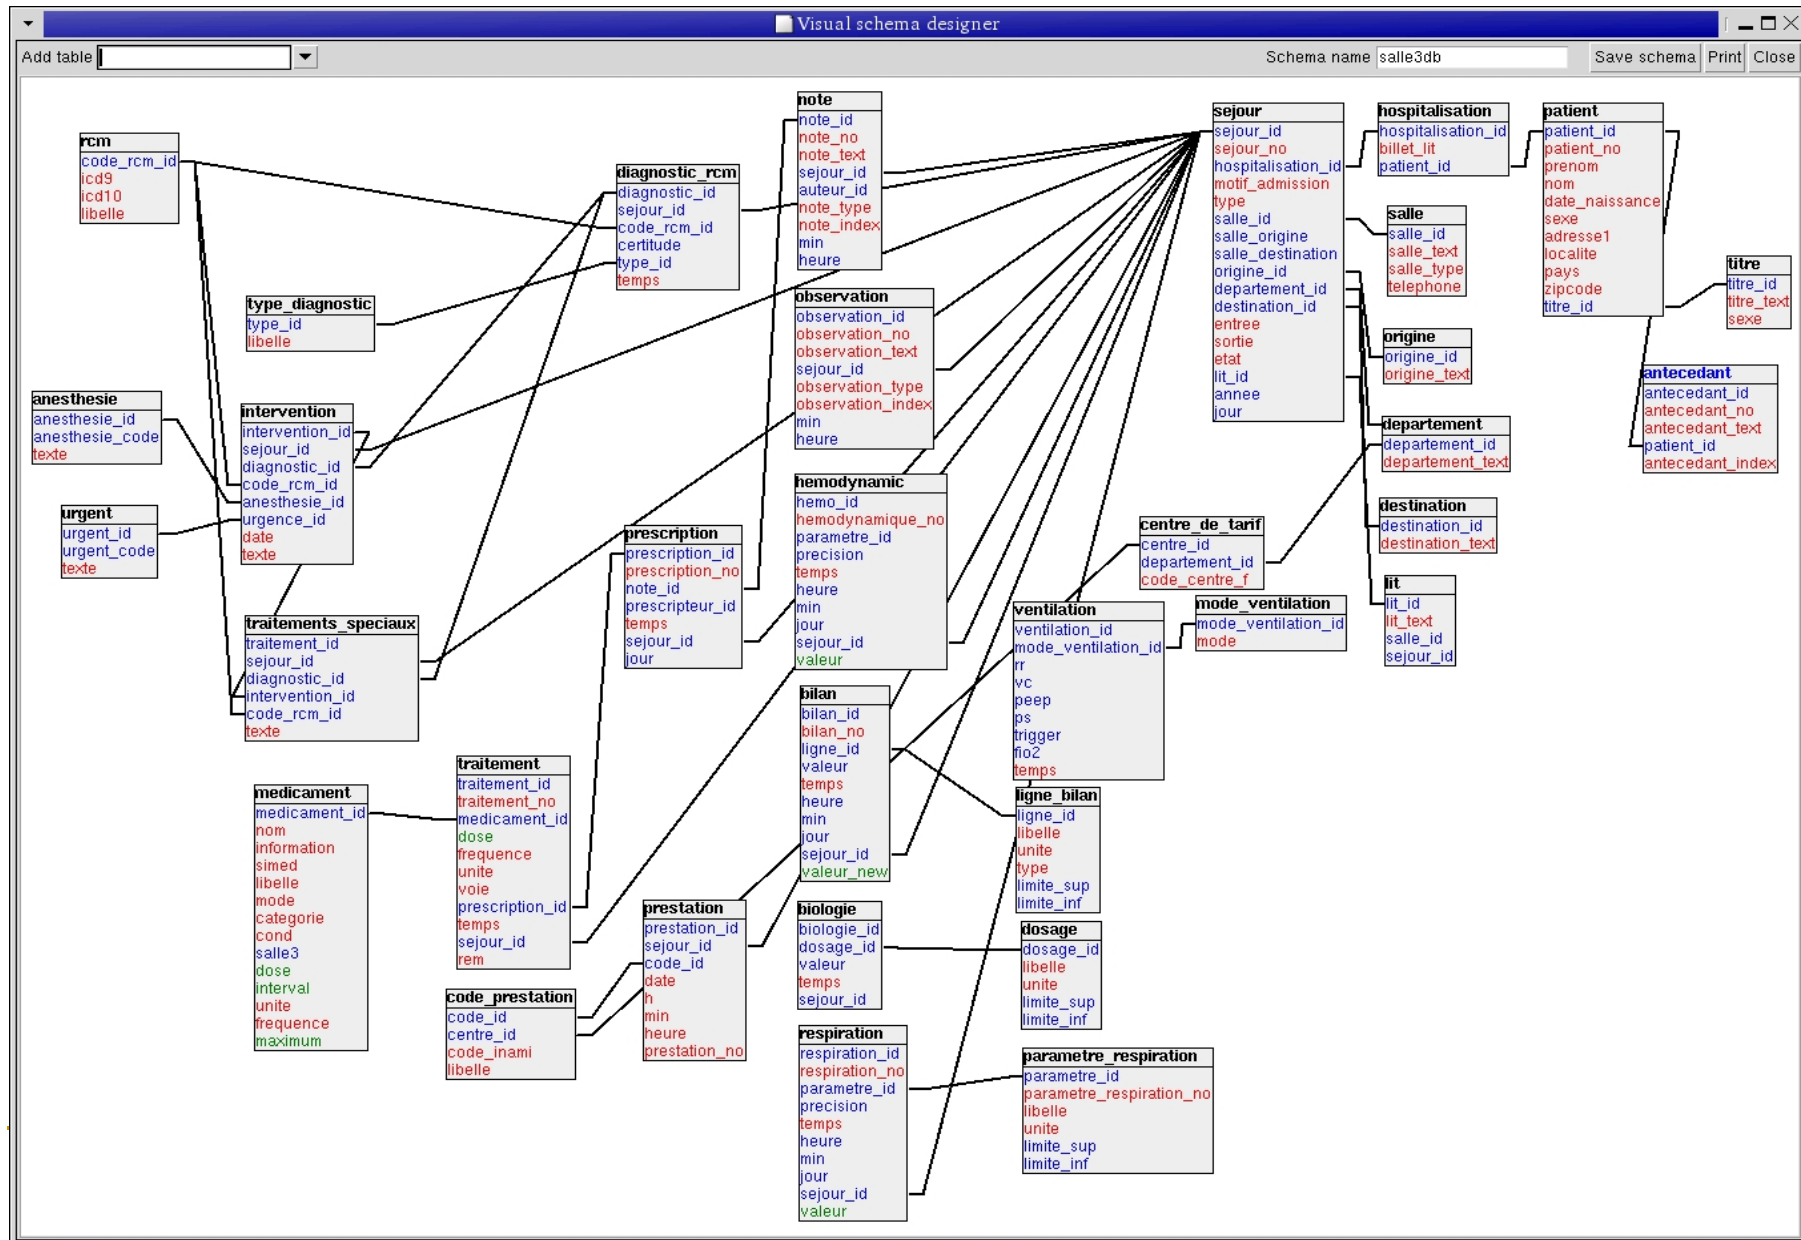 Visual schema designer
Add table
Schema name salle3db Save schema Print Close
rcm
code_rcm_id
icd9
icd10
libelle
type_diagnostic
type_id
libelle
anesthesie
anesthesie_id
anesthesie_code
texte
urgent
urgent_id
urgent_code
texte
intervention
intervention_id
sejour_id
diagnostic_id
code_rcm_id
anesthesie_id
urgence_id
date
texte
traitements_speciaux
traitement_id
sejour_id
diagnostic_id
intervention_id
code_rcm_id
texte
medicament
medicament_id
nom
information
simed
libelle
mode
categorie
cond
salle3
dose
interval
unite
frequence
maximum
traitement
traitement_id
traitement_no
medicament_id
dose
frequence
unite
voie
prescription_id
temps
sejour_id
rem
code_prestation
code_id
centre_id
code_inami
libelle
diagnostic_rcm
diagnostic_id
sejour_id
code_rcm_id
certitude
type_id
temps
prescription
prescription_id
prescription_no
note_id
prescripteur_id
temps
sejour_id
jour
prestation
prestation_id
sejour_id
code_id
date
h
min
heure
prestation_no
note
note_id
note_no
note_text
sejour_id
auteur_id
note_type
note_index
min
heure
observation
observation_id
observation_no
observation_text
sejour_id
observation_type
observation_index
min
heure
hemodynamic
hemo_id
hemodynamique_no
parametre_id
precision
temps
heure
min
jour
sejour_id
valeur
bilan
bilan_id
bilan_no
ligne_id
valeur
temps
heure
min
jour
sejour_id
valeur_new
biologie
biologie_id
dosage_id
valeur
temps
sejour_id
respiration
respiration_id
respiration_no
parametre_id
precision
temps
heure
min
jour
sejour_id
valeur
ventilation
ventilation_id
mode_ventilation_id
rr
vc
peep
ps
trigger
fio2
temps
ligne_bilan
ligne_id
libelle
unite
type
limite_sup
limite_inf
dosage
dosage_id
libelle
unite
limite_sup
limite_inf
parametre_respiration
parametre_id
parametre_respiration_no
libelle
unite
limite_sup
limite_inf
centre_de_tarif
centre_id
departement_id
code_centre_f
mode_ventilation
mode_ventilation_id
mode
sejour
sejour_id
sejour_no
hospitalisation_id
motif_admission
type
salle_id
salle_origine
salle_destination
origine_id
departement_id
destination_id
entree
sortie
etat
lit_id
annee
jour
hospitalisation
hospitalisation_id
billet_lit
patient_id
salle
salle_id
salle_text
salle_type
telephone
origine
origine_id
origine_text
departement
departement_id
departement_text
destination
destination_id
destination_text
lit
lit_id
lit_text
salle_id
sejour_id
patient
patient_id
patient_no
prenom
nom
date_naissance
sexe
adresse1
localite
pays
zipcode
titre_id
titre
titre_id
titre_text
sexe
antecedant
antecedant_id
antecedant_no
antecedant_text
patient_id
antecedant_index